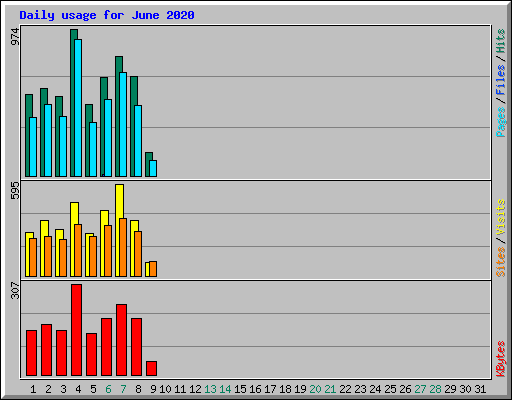 Daily usage for June 2020
974
595
307
Pages/Files/Hits
Sites/Visits
KBytes
1 2 3 4 5 6 7 8 9 10 11 12 13 14 15 16 17 18 19 20 21 22 23 24 25 26 27 28 29 30 31